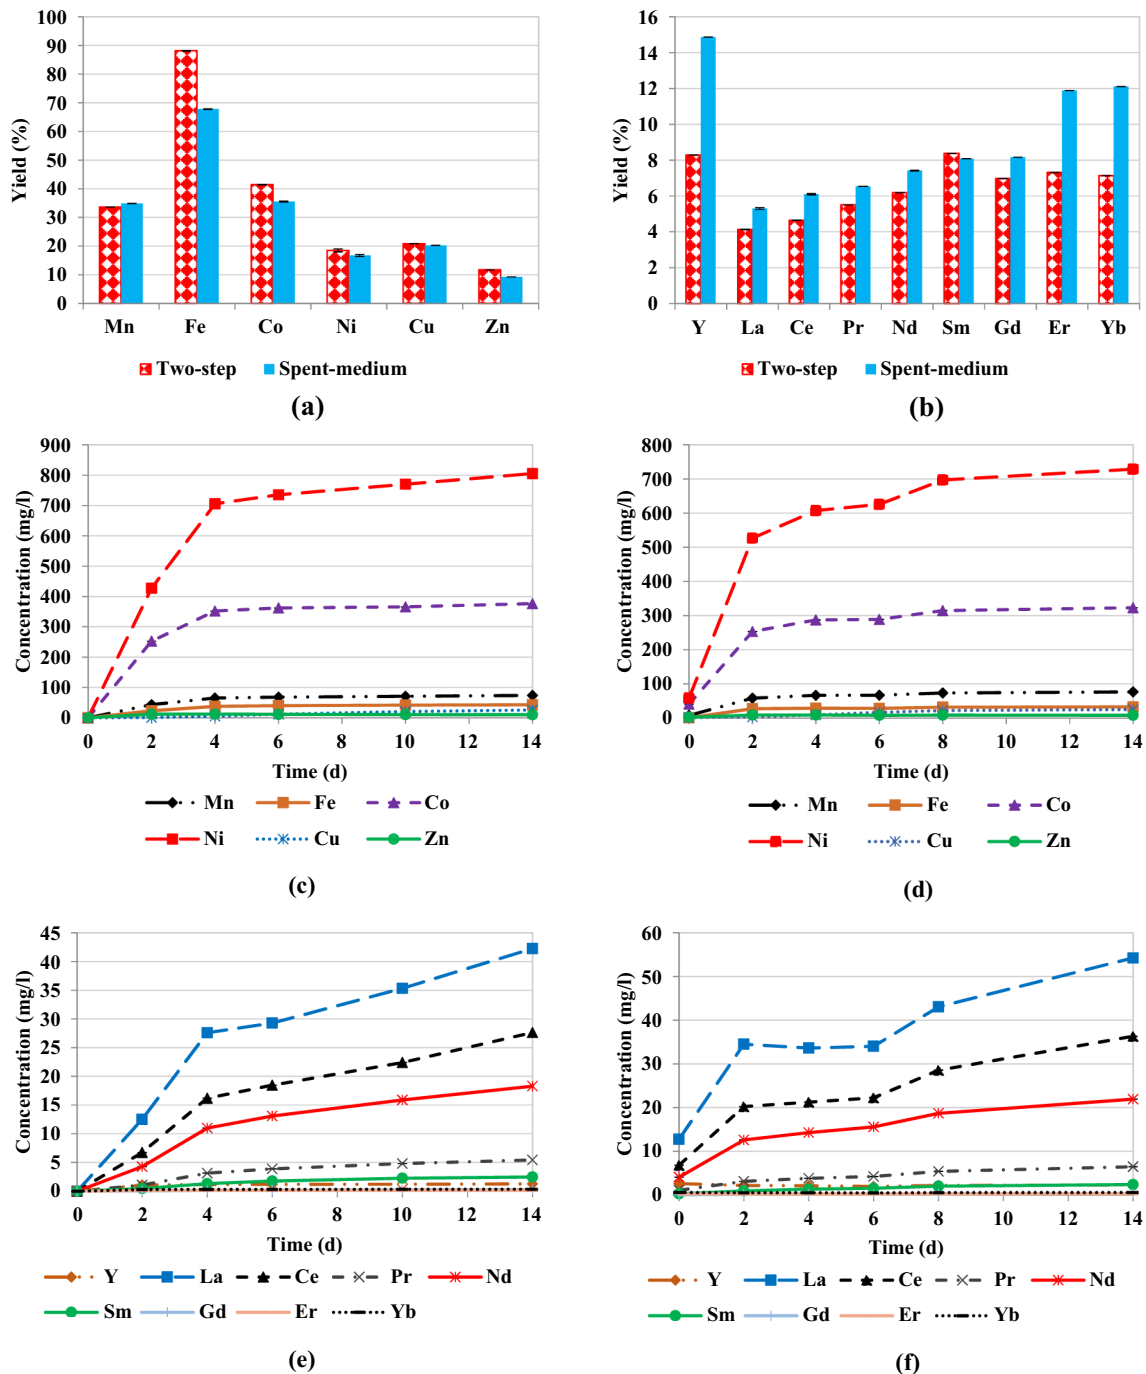 100
90
80
70
60
50
40
30
20
10
0
Yield (%)
Mn Fe Co Ni Cu Zn
Two-step Spent-medium
(a)
16
14
12
10
8
6
4
2
0
Yield (%)
Y La Ce Pr Nd Sm Gd Er Yb
Two-step Spent-medium
(b)
900
800
700
600
500
400
300
200
100
0
Concentration (mg/l)
0 2 4 6 8 10 12 14
Time (d)
Mn Fe Co
Ni Cu Zn
(c)
800
700
600
500
400
300
200
100
0
Concentration (mg/l)
0 2 4 6 8 10 12 14
Time (d)
Mn Fe Co
Ni Cu Zn
(d)
45
40
35
30
25
20
15
10
5
0
Concentration (mg/l)
0 2 4 6 8 10 12 14
Time (d)
Y La Ce Pr Nd
Sm Gd Er Yb
(e)
60
50
40
30
20
10
0
Concentration (mg/l)
0 2 4 6 8 10 12 14
Time (d)
Y La Ce Pr Nd
Sm Gd Er Yb
(f)